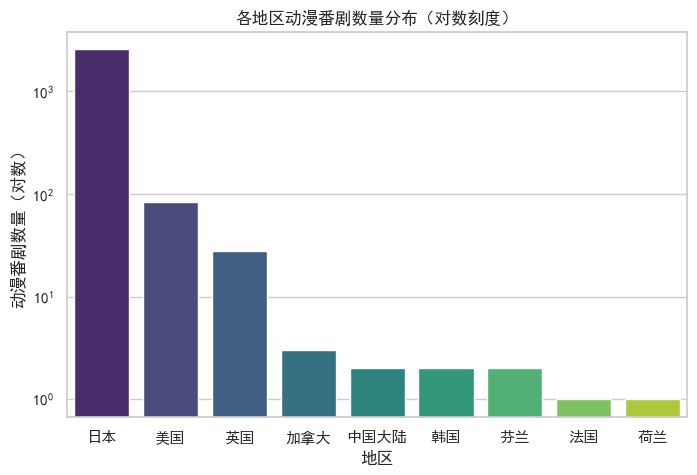 各地区动漫番剧数量分布（对数刻度）
动漫番剧数量（对数）
10³
10²
10¹
10⁰
日本 美国 英国 加拿大 中国大陆 韩国 芬兰 法国 荷兰
地区